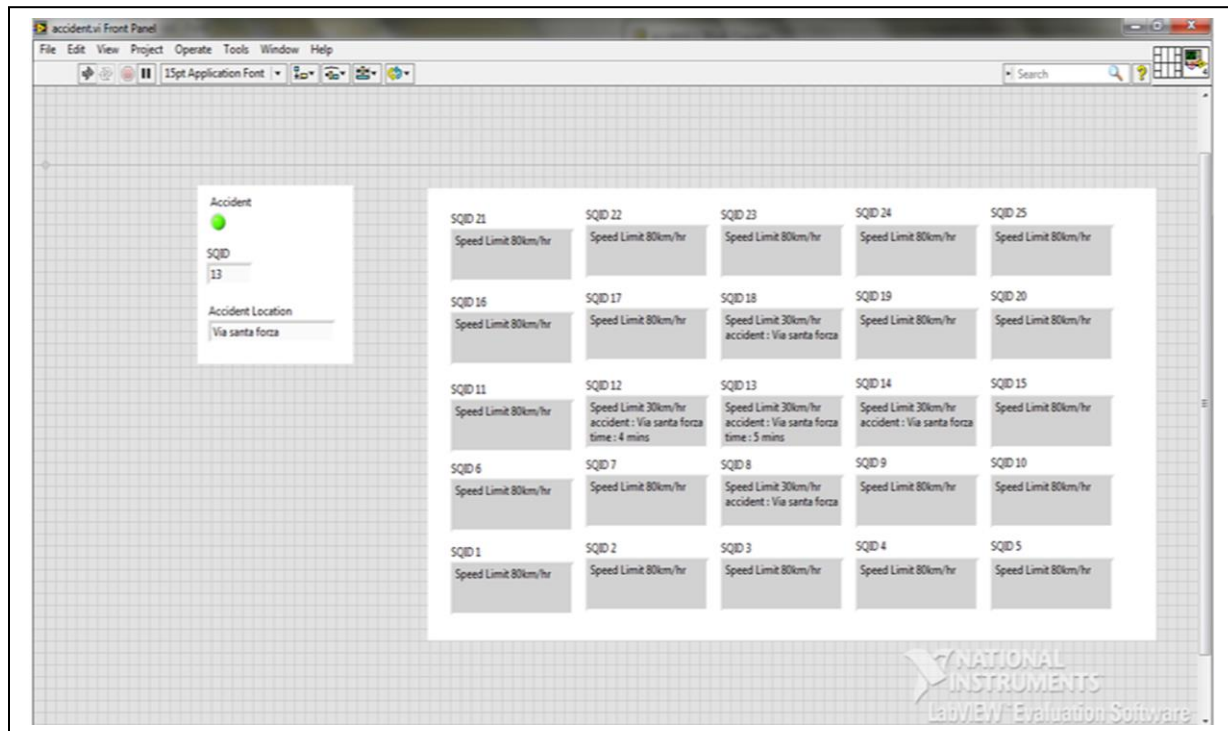 accident.vi Front Panel
File Edit View Project Operate Tools Window Help
15pt Application Font
Search
4
Accident
SQID
13
Accident Location
Via santa forza
SQID 21
Speed Limit 80km/hr
SQID 22
Speed Limit 80km/hr
SQID 23
Speed Limit 80km/hr
SQID 24
Speed Limit 80km/hr
SQID 25
Speed Limit 80km/hr
SQID 16
Speed Limit 80km/hr
SQID 17
Speed Limit 80km/hr
SQID 18
Speed Limit 30km/hr
accident : Via santa forza
SQID 19
Speed Limit 80km/hr
SQID 20
Speed Limit 80km/hr
SQID 11
Speed Limit 80km/hr
SQID 12
Speed Limit 30km/hr
accident : Via santa forza
time : 4 mins
SQID 13
Speed Limit 30km/hr
accident : Via santa forza
time : 5 mins
SQID 14
Speed Limit 30km/hr
accident : Via santa forza
SQID 15
Speed Limit 80km/hr
SQID 6
Speed Limit 80km/hr
SQID 7
Speed Limit 80km/hr
SQID 8
Speed Limit 30km/hr
accident : Via santa forza
SQID 9
Speed Limit 80km/hr
SQID 10
Speed Limit 80km/hr
SQID 1
Speed Limit 80km/hr
SQID 2
Speed Limit 80km/hr
SQID 3
Speed Limit 80km/hr
SQID 4
Speed Limit 80km/hr
SQID 5
Speed Limit 80km/hr
NATIONAL
INSTRUMENTS
LabVIEW™ Evaluation Software